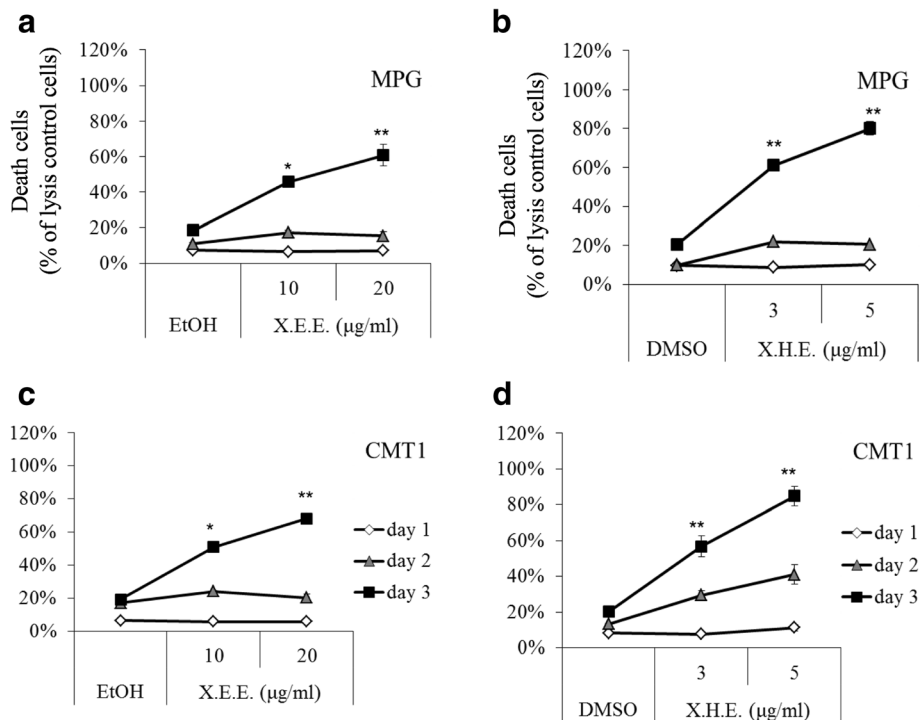 a
Death cells
(% of lysis control cells)
120%
100%
80%
60%
40%
20%
0%
MPG
*
**
10
20
EtOH
X.E.E. (μg/ml)
b
Death cells
(% of lysis control cells)
120%
100%
80%
60%
40%
20%
0%
MPG
**
**
3
5
DMSO
X.H.E. (μg/ml)
c
120%
100%
80%
60%
40%
20%
0%
CMT1
*
**
day 1
day 2
day 3
10
20
EtOH
X.E.E. (μg/ml)
d
120%
100%
80%
60%
40%
20%
0%
CMT1
**
**
day 1
day 2
day 3
3
5
DMSO
X.H.E. (μg/ml)